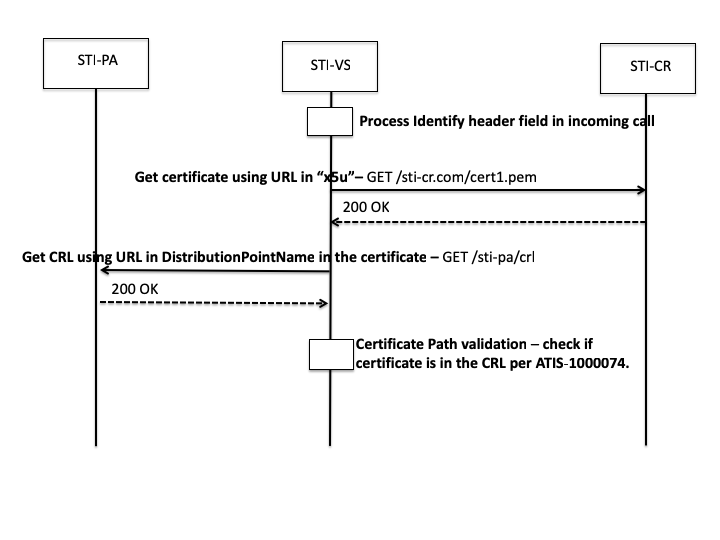 STI-PA
STI-VS
STI-CR
Process Identify header field in incoming call
Get certificate using URL in “x5u”– GET /sti-cr.com/cert1.pem
200 OK
Get CRL using URL in DistributionPointName in the certificate – GET /sti-pa/crl
200 OK
Certificate Path validation – check if
certificate is in the CRL per ATIS-1000074.